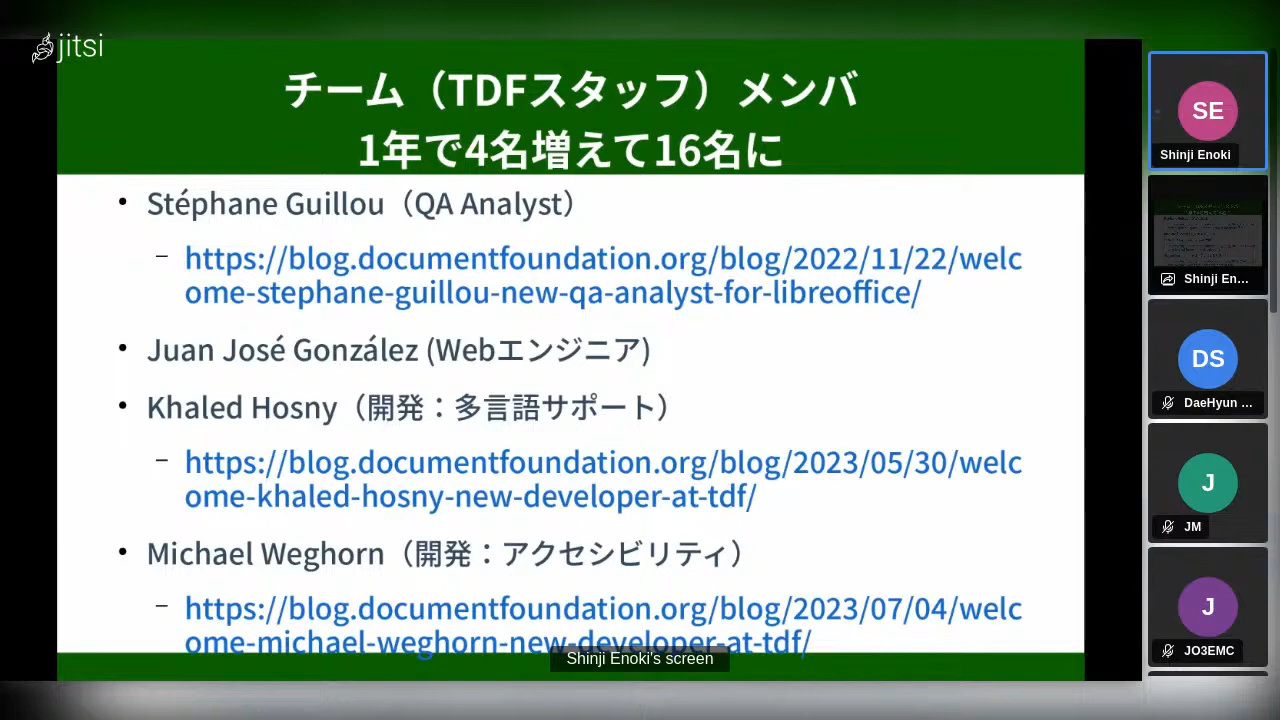 jitsi
チーム（TDFスタッフ）メンバ
1年で4名増えて16名に
• Stéphane Guillou（QA Analyst）
– https://blog.documentfoundation.org/blog/2022/11/22/welc
ome-stephane-guillou-new-qa-analyst-for-libreoffice/
• Juan José González (Webエンジニア)
• Khaled Hosny（開発：多言語サポート）
– https://blog.documentfoundation.org/blog/2023/05/30/welc
ome-khaled-hosny-new-developer-at-tdf/
• Michael Weghorn（開発：アクセシビリティ）
– https://blog.documentfoundation.org/blog/2023/07/04/welc
ome-michael-weghorn-new-developer-at-tdf/
Shinji Enoki's screen
SE
Shinji Enoki
Shinji En...
DS
DaeHyun ...
J
JM
J
JO3EMC